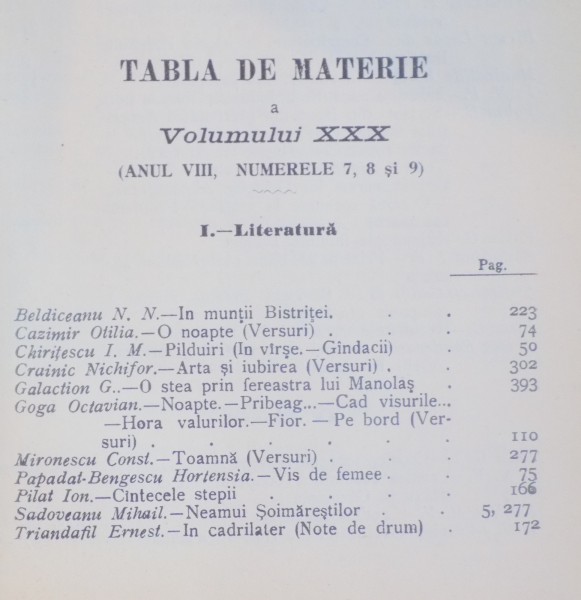 TABLA DE MATERIE
a
Volumului XXX
(ANUL VIII, NUMERELE 7, 8 și 9)
I.—Literatură
Pag.
Beldiceanu N. N.—In munții Bistriței. . . 223
Cazimir Otilia.—O noapte (Versuri) . . . 74
Chirițescu I. M.—Pilduiri (In vîrșe.—Gîndacii) . 50
Crainic Nichifor.—Arta și iubirea (Versuri) . . 302
Galaction G..—O stea prin fereastra lui Manolaș . 393
Goga Octavian.—Noapte.—Pribeag...—Cad visurile...
—Hora valurilor.—Fior.— Pe bord (Ver-
suri) . . . . . . 110
Mironescu Const.—Toamnă (Versuri) . . . 277
Papadat-Bengescu Hortensia.—Vis de femee . . 75
Pilat Ion.—Cîntecele stepii . . . . 166
Sadoveanu Mihail.—Neamui Șoimăreștilor . . 5, 277
Triandafil Ernest.—In cadrilater (Note de drum) . 172